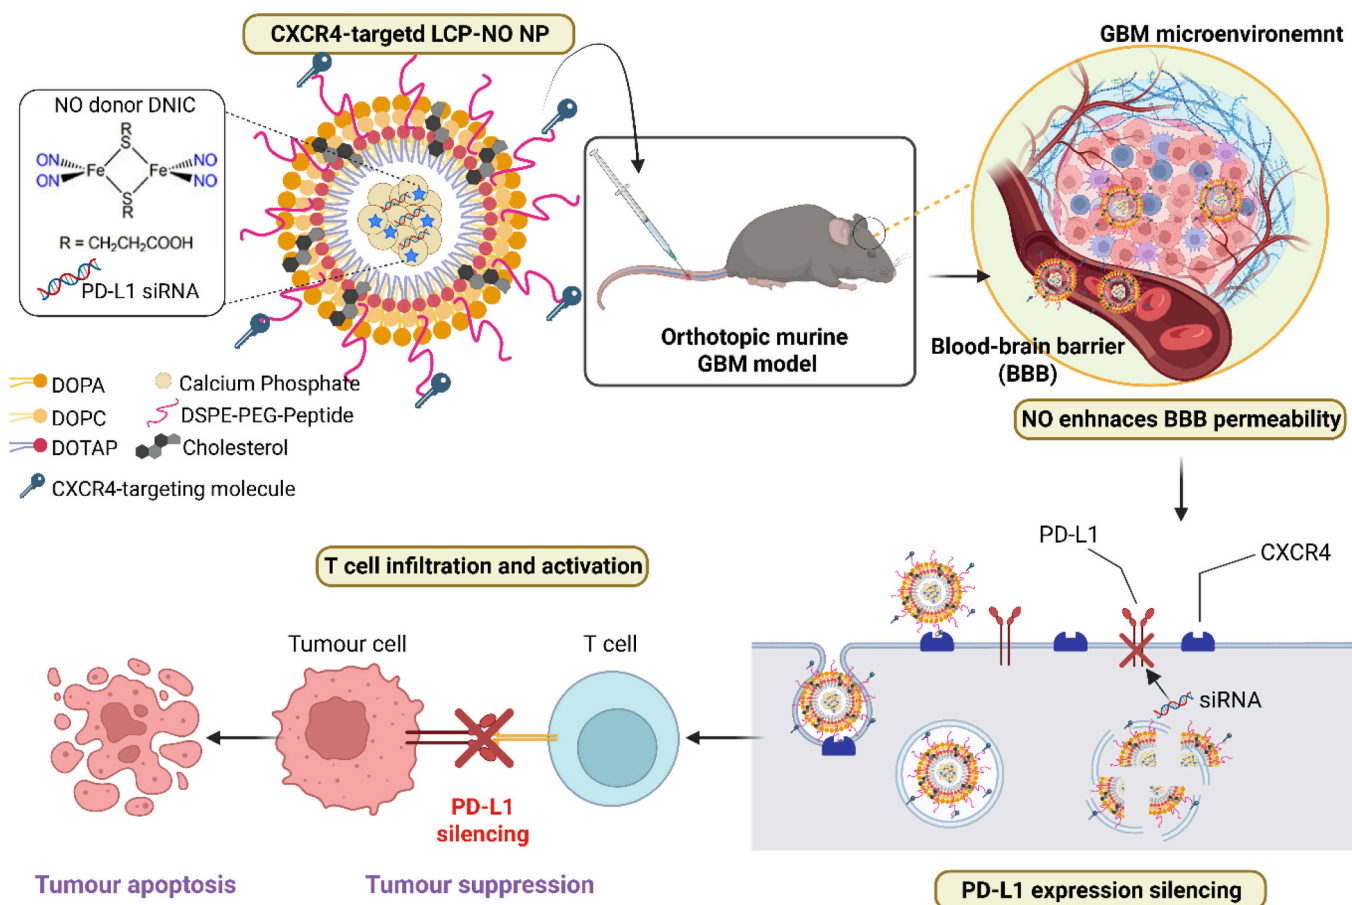 CXCR4-targetd LCP-NO NP
NO donor DNIC
R
S
ON
ON
Fe
Fe
NO
NO
S
R
R = CH₂CH₂COOH
PD-L1 siRNA
DOPA
DOPC
DOTAP
Calcium Phosphate
DSPE-PEG-Peptide
Cholesterol
CXCR4-targeting molecule
Orthotopic murine
GBM model
GBM microenvironemnt
Blood-brain barrier
(BBB)
NO enhnaces BBB permeability
PD-L1
CXCR4
siRNA
PD-L1 expression silencing
T cell infiltration and activation
Tumour cell
T cell
PD-L1
silencing
Tumour apoptosis
Tumour suppression